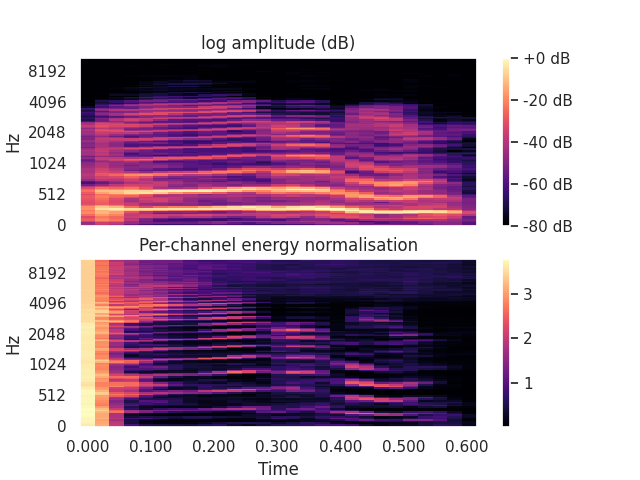 log amplitude (dB)
8192
4096
2048
1024
512
0
Hz
+0 dB
-20 dB
-40 dB
-60 dB
-80 dB
Per-channel energy normalisation
8192
4096
2048
1024
512
0
Hz
3
2
1
0.000 0.100 0.200 0.300 0.400 0.500 0.600
Time